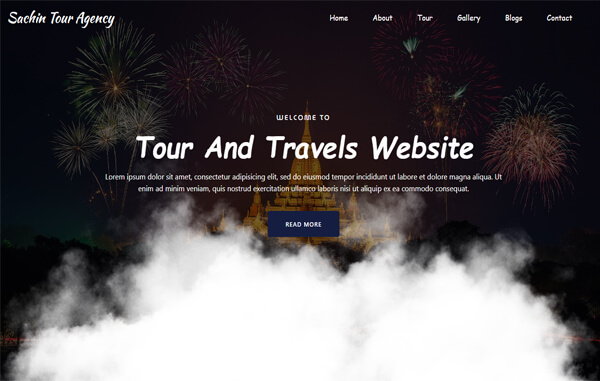 Sachin Tour Agency
Home About Tour Gallery Blogs Contact
WELCOME TO
Tour And Travels Website
Lorem ipsum dolor sit amet, consectetur adipisicing elit, sed do eiusmod tempor incididunt ut labore et dolore magna aliqua. Ut
enim ad minim veniam, quis nostrud exercitation ullamco laboris nisi ut aliquip ex ea commodo consequat.
READ MORE